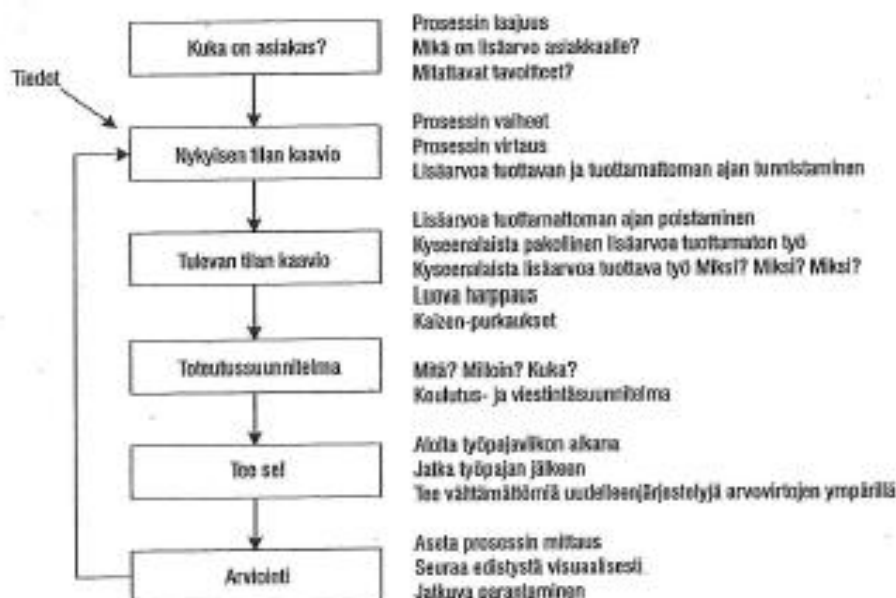 Kuka on asiakas?
Prosessin laajuus
Mikä on lisäarvo asiakkaalle?
Mitattavat tavoitteet?
Tiedot
Nykyisen tilan kaavio
Prosessin vaiheet
Prosessin virtaus
Lisäarvoa tuottavan ja tuottamattoman ajan tunnistaminen
Tulevan tilan kaavio
Lisäarvoa tuottamattoman ajan poistaminen
Kyseenalaista pakollinen lisäarvoa tuottamaton työ
Kyseenalaista lisäarvoa tuottava työ Miksi? Miksi? Miksi?
Luova harppaus
Kaizen-purkaukset
Toteutussuunnitelma
Mitä? Milloin? Kuka?
Koulutus- ja viestintäsuunnitelma
Tee se!
Aloita työpajaviikon aikana
Jatka työpajan jälkeen
Tee välttämättömiä uudelleenjärjestelyjä arvovirtojen ympärillä
Arviointi
Aseta prosessin mittaus
Seuraa edistystä visuaalisesti
Jatkuva parantaminen